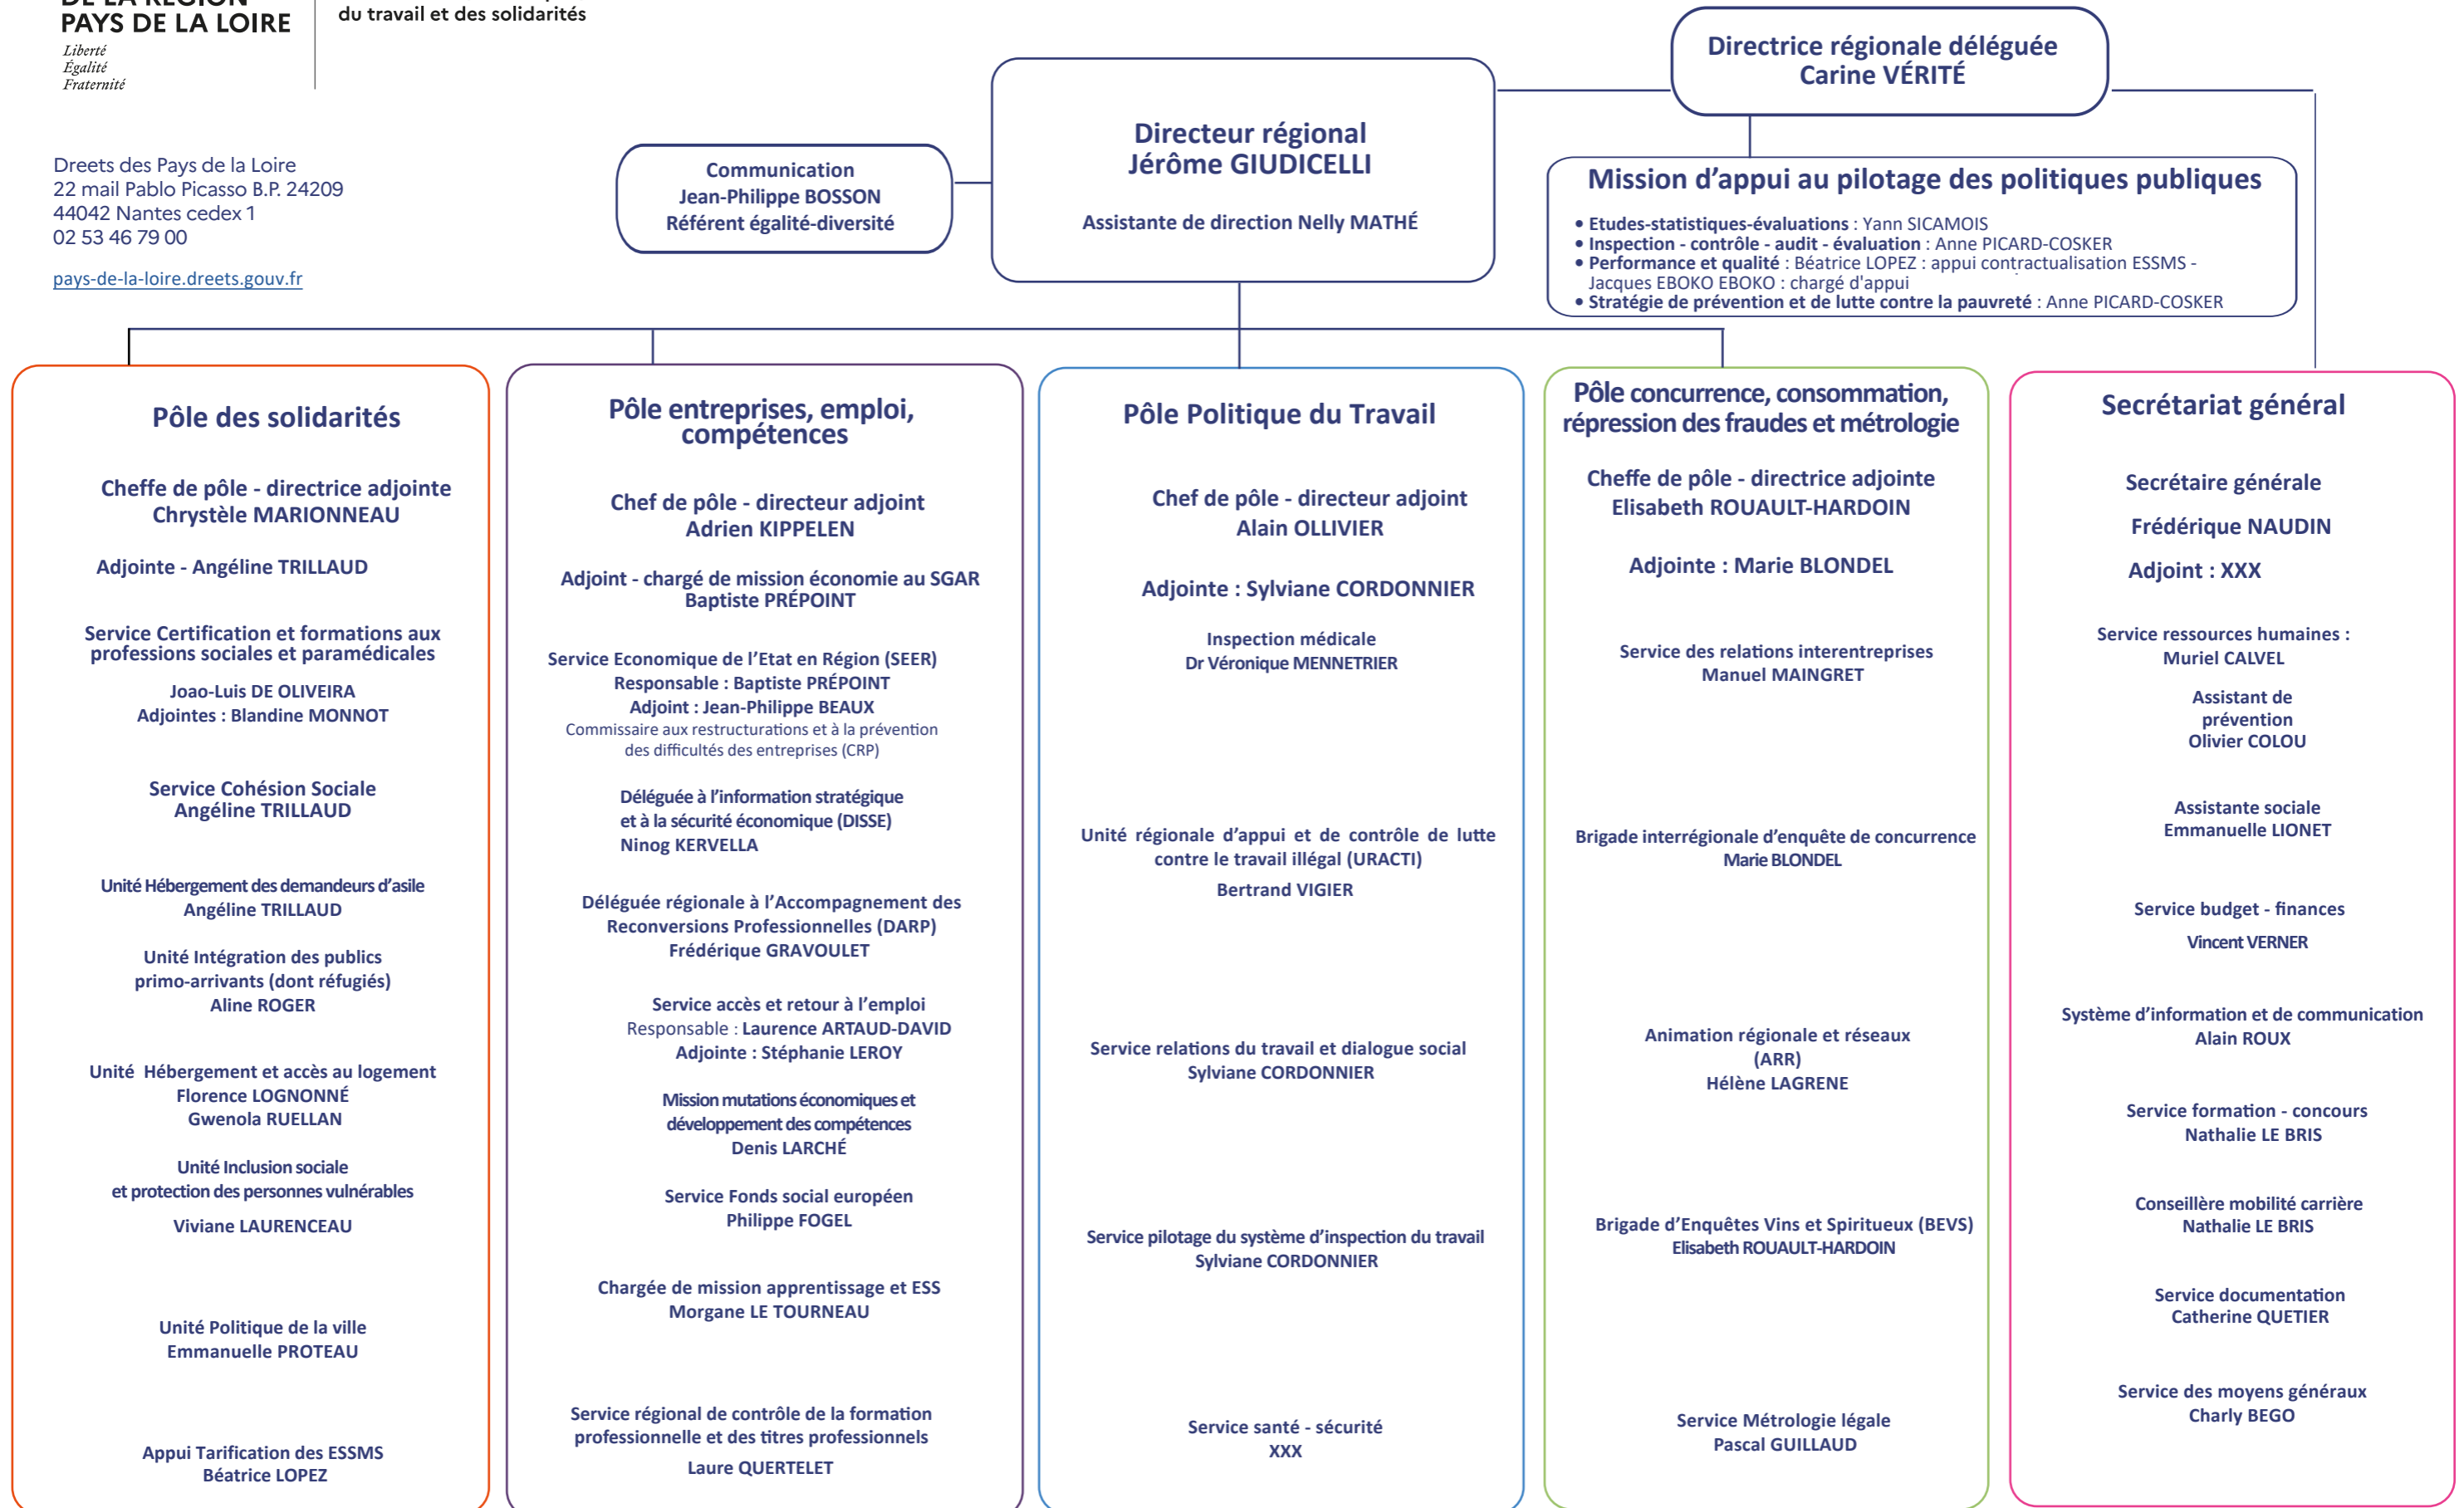 DE LA RÉGION
PAYS DE LA LOIRE
Liberté
Égalité
Fraternité
du travail et des solidarités
Dreets des Pays de la Loire
22 mail Pablo Picasso B.P. 24209
44042 Nantes cedex 1
02 53 46 79 00
pays-de-la-loire.dreets.gouv.fr
Communication
Jean-Philippe BOSSON
Référent égalité-diversité
Directeur régional
Jérôme GIUDICELLI
Assistante de direction Nelly MATHÉ
Directrice régionale déléguée
Carine VÉRITÉ
Mission d’appui au pilotage des politiques publiques
• Etudes-statistiques-évaluations : Yann SICAMOIS
• Inspection - contrôle - audit - évaluation : Anne PICARD-COSKER
• Performance et qualité : Béatrice LOPEZ : appui contractualisation ESSMS -
Jacques EBOKO EBOKO : chargé d'appui
• Stratégie de prévention et de lutte contre la pauvreté : Anne PICARD-COSKER
Pôle des solidarités
Cheffe de pôle - directrice adjointe
Chrystèle MARIONNEAU
Adjointe - Angéline TRILLAUD
Service Certification et formations aux
professions sociales et paramédicales
Joao-Luis DE OLIVEIRA
Adjointes : Blandine MONNOT
Service Cohésion Sociale
Angéline TRILLAUD
Unité Hébergement des demandeurs d’asile
Angéline TRILLAUD
Unité Intégration des publics
primo-arrivants (dont réfugiés)
Aline ROGER
Unité Hébergement et accès au logement
Florence LOGNONNÉ
Gwenola RUELLAN
Unité Inclusion sociale
et protection des personnes vulnérables
Viviane LAURENCEAU
Unité Politique de la ville
Emmanuelle PROTEAU
Appui Tarification des ESSMS
Béatrice LOPEZ
Pôle entreprises, emploi,
compétences
Chef de pôle - directeur adjoint
Adrien KIPPELEN
Adjoint - chargé de mission économie au SGAR
Baptiste PRÉPOINT
Service Economique de l’Etat en Région (SEER)
Responsable : Baptiste PRÉPOINT
Adjoint : Jean-Philippe BEAUX
Commissaire aux restructurations et à la prévention
des difficultés des entreprises (CRP)
Déléguée à l’information stratégique
et à la sécurité économique (DISSE)
Ninog KERVELLA
Déléguée régionale à l’Accompagnement des
Reconversions Professionnelles (DARP)
Frédérique GRAVOULET
Service accès et retour à l’emploi
Responsable : Laurence ARTAUD-DAVID
Adjointe : Stéphanie LEROY
Mission mutations économiques et
développement des compétences
Denis LARCHÉ
Service Fonds social européen
Philippe FOGEL
Chargée de mission apprentissage et ESS
Morgane LE TOURNEAU
Service régional de contrôle de la formation
professionnelle et des titres professionnels
Laure QUERTELET
Pôle Politique du Travail
Chef de pôle - directeur adjoint
Alain OLLIVIER
Adjointe : Sylviane CORDONNIER
Inspection médicale
Dr Véronique MENNETRIER
Unité régionale d’appui et de contrôle de lutte
contre le travail illégal (URACTI)
Bertrand VIGIER
Service relations du travail et dialogue social
Sylviane CORDONNIER
Service pilotage du système d’inspection du travail
Sylviane CORDONNIER
Service santé - sécurité
XXX
Pôle concurrence, consommation,
répression des fraudes et métrologie
Cheffe de pôle - directrice adjointe
Elisabeth ROUAULT-HARDOIN
Adjointe : Marie BLONDEL
Service des relations interentreprises
Manuel MAINGRET
Brigade interrégionale d’enquête de concurrence
Marie BLONDEL
Animation régionale et réseaux
(ARR)
Hélène LAGRENE
Brigade d’Enquêtes Vins et Spiritueux (BEVS)
Elisabeth ROUAULT-HARDOIN
Service Métrologie légale
Pascal GUILLAUD
Secrétariat général
Secrétaire générale
Frédérique NAUDIN
Adjoint : XXX
Service ressources humaines :
Muriel CALVEL
Assistant de
prévention
Olivier COLOU
Assistante sociale
Emmanuelle LIONET
Service budget - finances
Vincent VERNER
Système d’information et de communication
Alain ROUX
Service formation - concours
Nathalie LE BRIS
Conseillère mobilité carrière
Nathalie LE BRIS
Service documentation
Catherine QUETIER
Service des moyens généraux
Charly BEGO